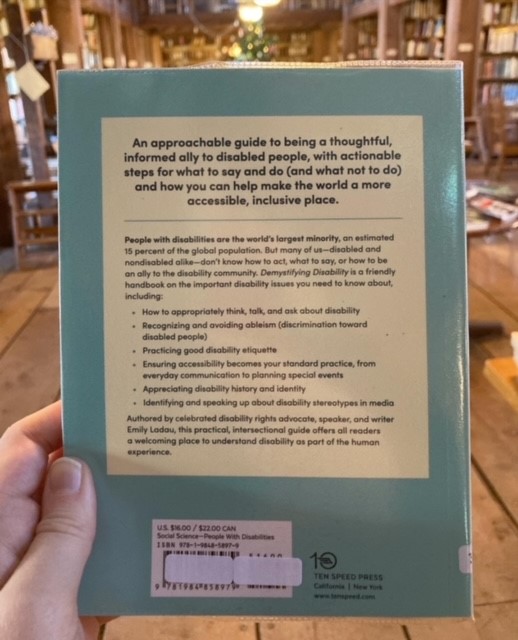 An approachable guide to being a thoughtful,
informed ally to disabled people, with actionable
steps for what to say and do (and what not to do)
and how you can help make the world a more
accessible, inclusive place.
People with disabilities are the world's largest minority, an estimated
15 percent of the global population. But many of us—disabled and
nondisabled alike—don't know how to act, what to say, or how to be
an ally to the disability community. Demystifying Disability is a friendly
handbook on the important disability issues you need to know about,
including:
• How to appropriately think, talk, and ask about disability
• Recognizing and avoiding ableism (discrimination toward
disabled people)
• Practicing good disability etiquette
• Ensuring accessibility becomes your standard practice, from
everyday communication to planning special events
• Appreciating disability history and identity
• Identifying and speaking up about disability stereotypes in media
Authored by celebrated disability rights advocate, speaker, and writer
Emily Ladau, this practical, intersectional guide offers all readers
a welcoming place to understand disability as part of the human
experience.
U.S. $16.00 / $22.00 CAN
Social Science—People With Disabilities
ISBN 978-1-9848-5897-9
9 781984 858979
10
TEN SPEED PRESS
California | New York
www.tenspeed.com